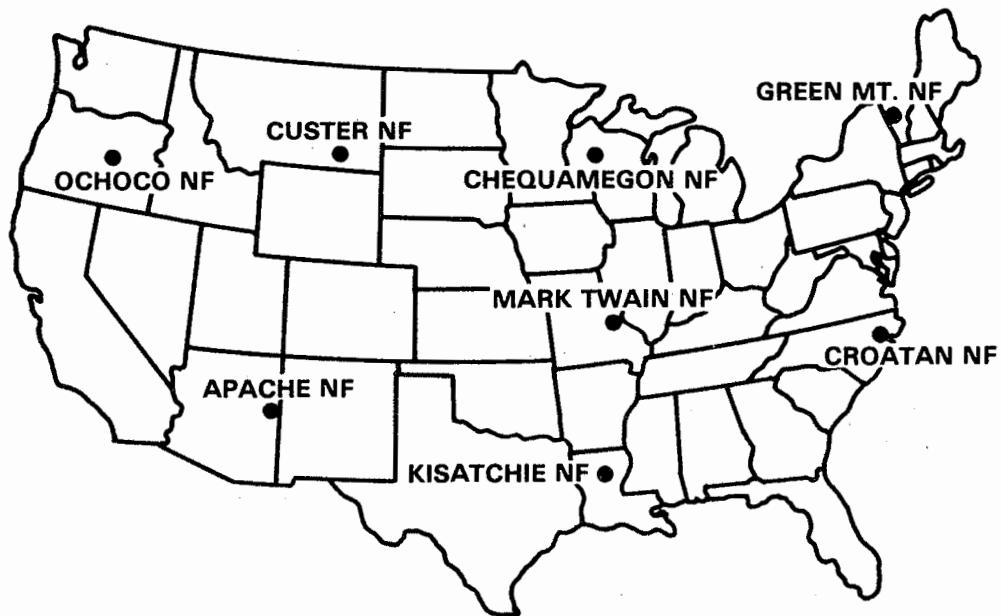 GREEN MT. NF
CUSTER NF
OCHOCO NF
CHEQUAMEGON NF
MARK TWAIN NF
CROATAN NF
APACHE NF
KISATCHIE NF